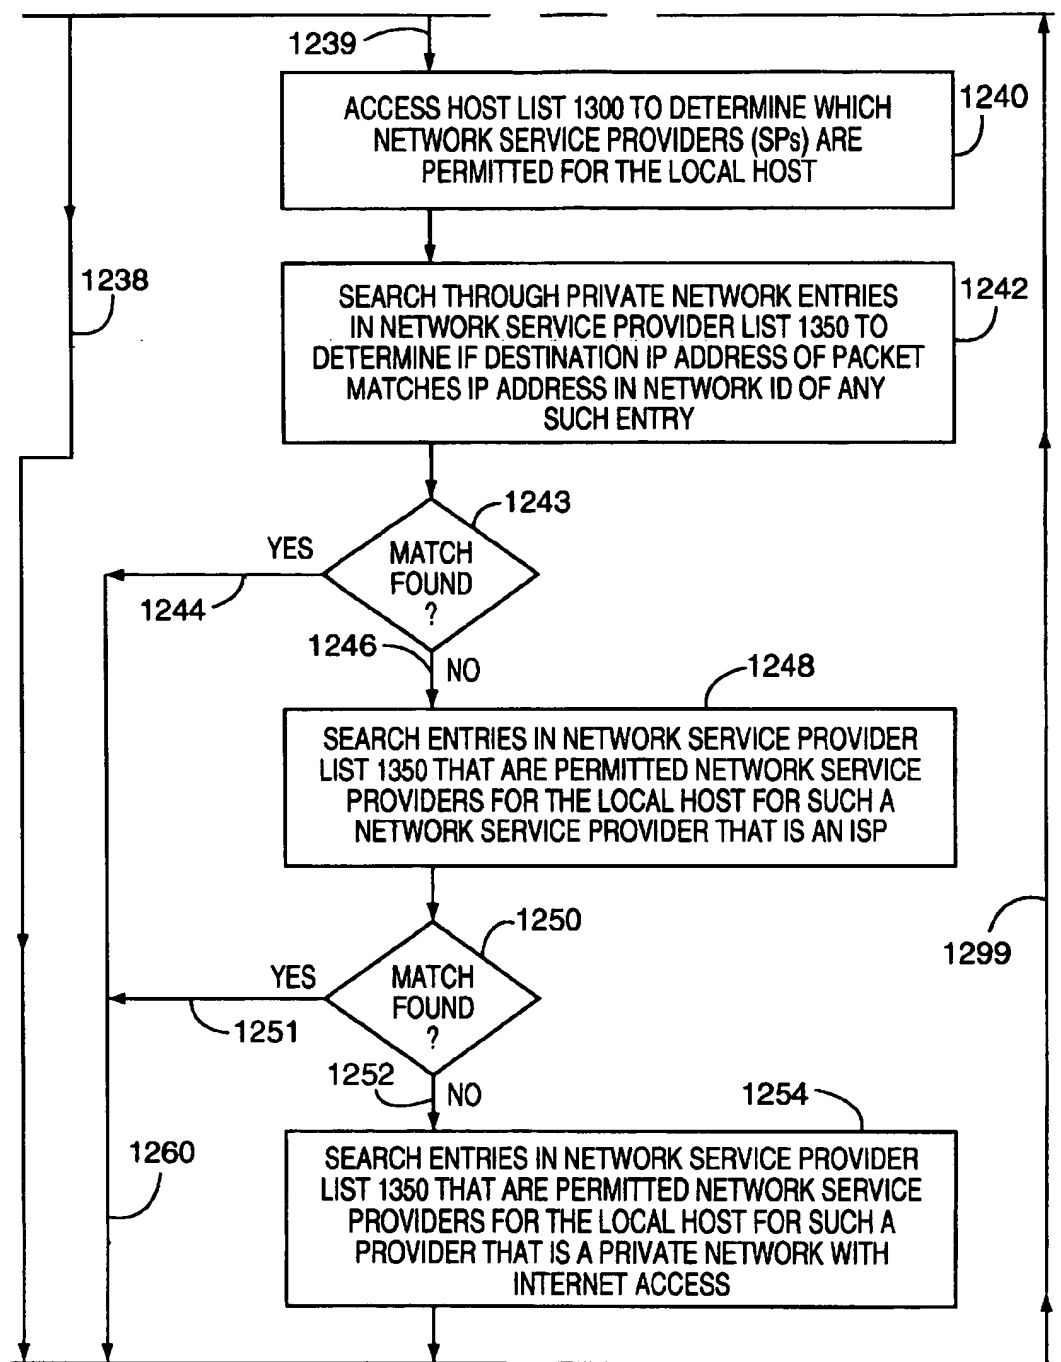 1239
ACCESS HOST LIST 1300 TO DETERMINE WHICH
NETWORK SERVICE PROVIDERS (SPs) ARE
PERMITTED FOR THE LOCAL HOST
1240
1238
SEARCH THROUGH PRIVATE NETWORK ENTRIES
IN NETWORK SERVICE PROVIDER LIST 1350 TO
DETERMINE IF DESTINATION IP ADDRESS OF PACKET
MATCHES IP ADDRESS IN NETWORK ID OF ANY
SUCH ENTRY
1242
1243
YES
MATCH
FOUND
?
1244
1246
NO
1248
SEARCH ENTRIES IN NETWORK SERVICE PROVIDER
LIST 1350 THAT ARE PERMITTED NETWORK SERVICE
PROVIDERS FOR THE LOCAL HOST FOR SUCH A
NETWORK SERVICE PROVIDER THAT IS AN ISP
1250
1299
YES
MATCH
FOUND
?
1251
1252
NO
1254
1260
SEARCH ENTRIES IN NETWORK SERVICE PROVIDER
LIST 1350 THAT ARE PERMITTED NETWORK SERVICE
PROVIDERS FOR THE LOCAL HOST FOR SUCH A
PROVIDER THAT IS A PRIVATE NETWORK WITH
INTERNET ACCESS